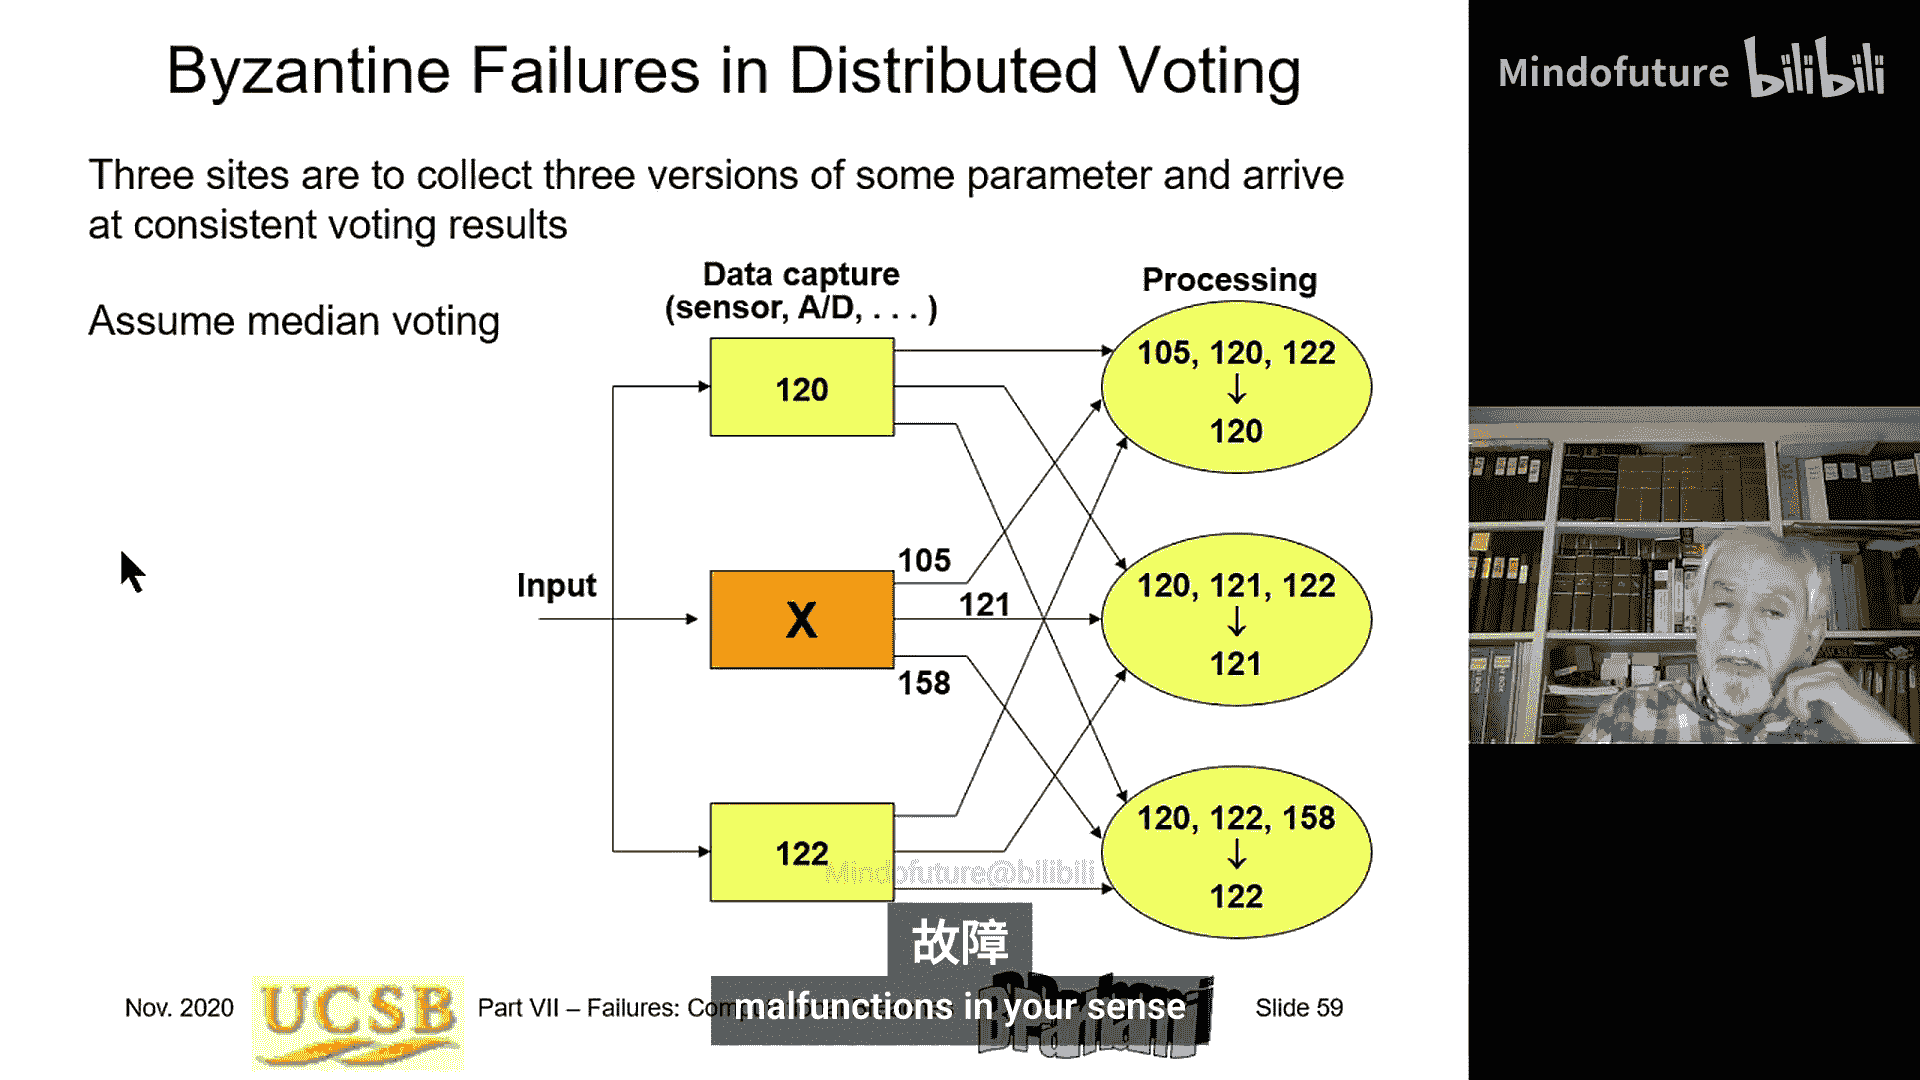 Byzantine Failures in Distributed Voting
Mindofuture bilibili
Three sites are to collect three versions of some parameter and arrive
at consistent voting results
Assume median voting
Data capture
(sensor, A/D, . . . )
Processing
120
105, 120, 122
↓
120
Input
X
105
121
158
120, 121, 122
↓
121
122
120, 122, 158
↓
122
Mindofuture@bilibili
故障
malfunctions in your sense
Nov. 2020
UCSB
Part VII – Failures:
B. Parhami
Slide 59